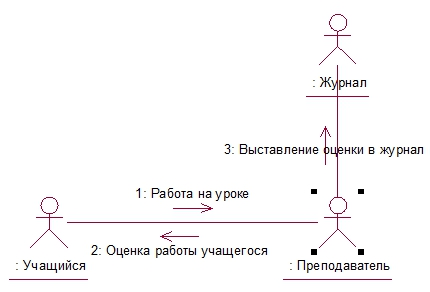 : Журнал
3: Выставление оценки в журнал
1: Работа на уроке
2: Оценка работы учащегося
: Учащийся
: Преподаватель